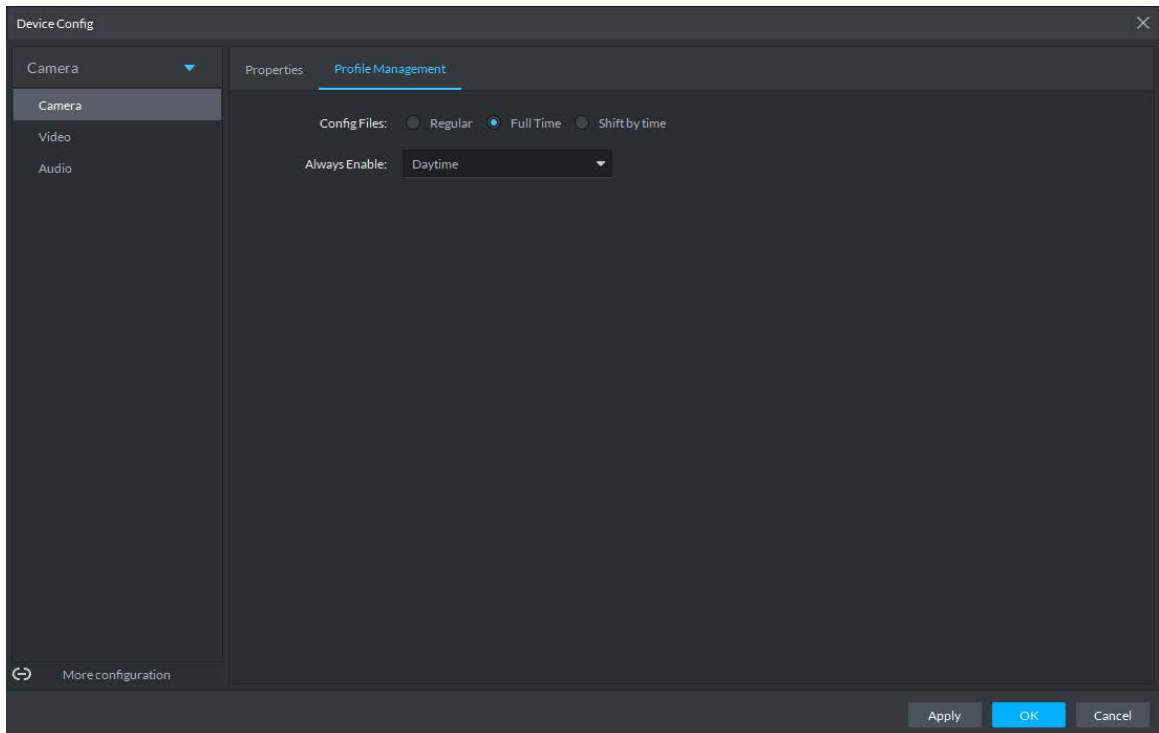 Device Config
Camera
Properties
Profile Management
Camera
Video
Audio
Config Files: Regular Full Time Shift by time
Always Enable: Daytime
More configuration
Apply OK Cancel